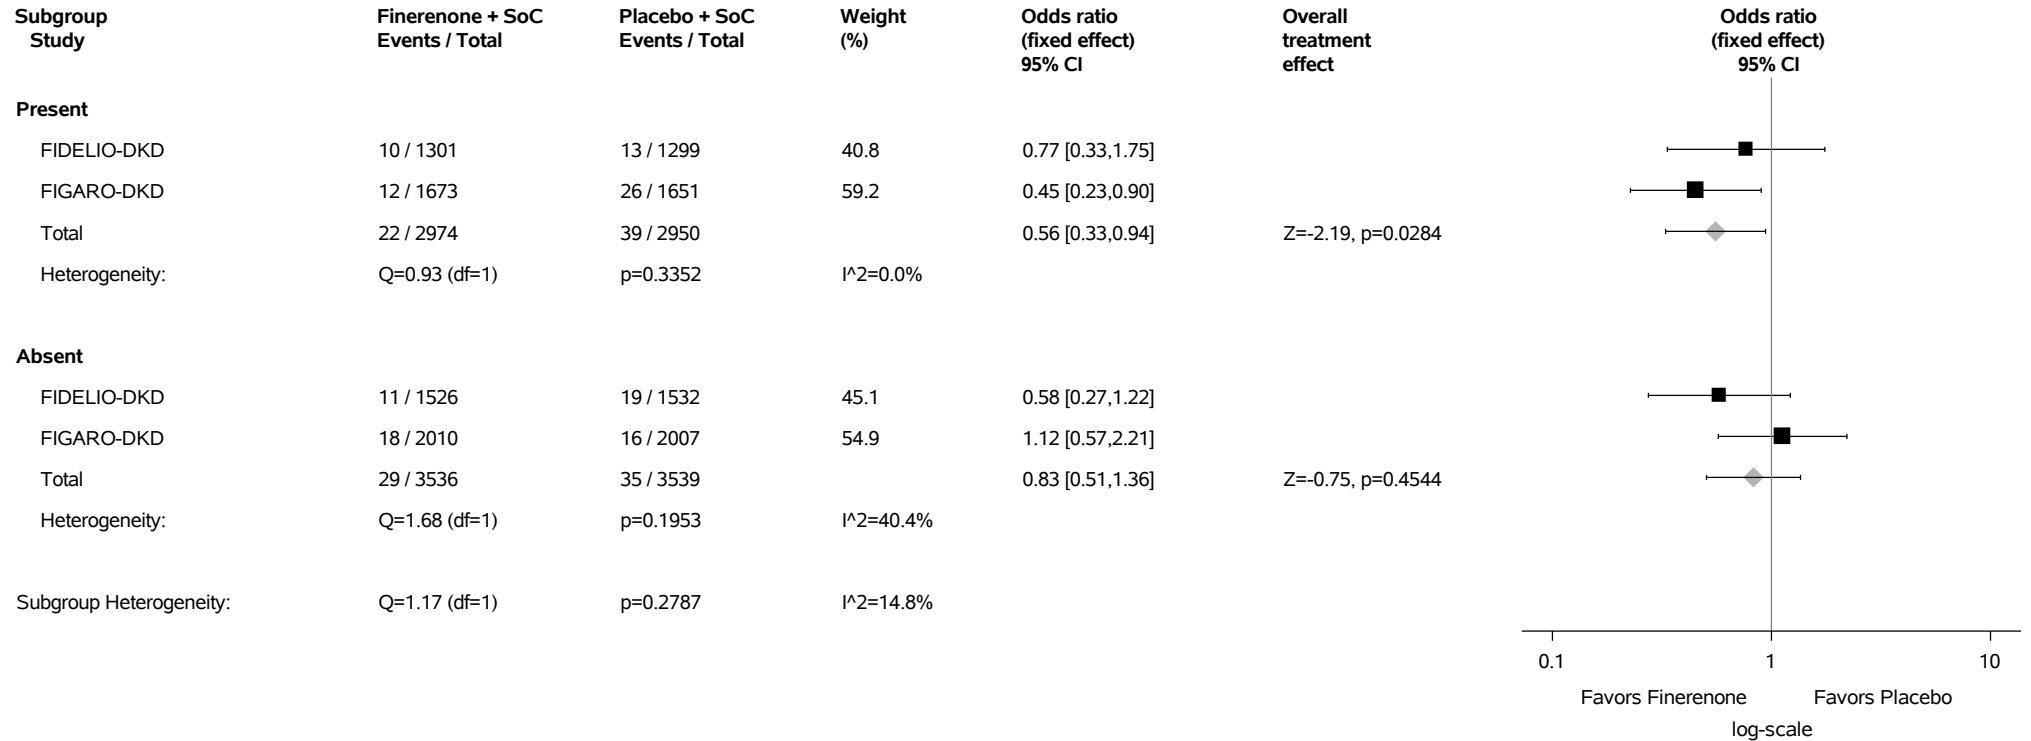 Subgroup Finerenone + SoC Placebo + SoC Weight Odds ratio Overall Odds ratio
Study Events / Total Events / Total (%) (fixed effect) treatment (fixed effect)
95% CI effect 95% CI
Present
FIDELIO-DKD 10 / 1301 13 / 1299 40.8 0.77 [0.33,1.75]
FIGARO-DKD 12 / 1673 26 / 1651 59.2 0.45 [0.23,0.90]
Total 22 / 2974 39 / 2950 0.56 [0.33,0.94] Z=-2.19, p=0.0284
Heterogeneity: Q=0.93 (df=1) p=0.3352 I^2=0.0%
Absent
FIDELIO-DKD 11 / 1526 19 / 1532 45.1 0.58 [0.27,1.22]
FIGARO-DKD 18 / 2010 16 / 2007 54.9 1.12 [0.57,2.21]
Total 29 / 3536 35 / 3539 0.83 [0.51,1.36] Z=-0.75, p=0.4544
Heterogeneity: Q=1.68 (df=1) p=0.1953 I^2=40.4%
Subgroup Heterogeneity: Q=1.17 (df=1) p=0.2787 I^2=14.8%
0.1 1 10
Favors Finerenone Favors Placebo
log-scale